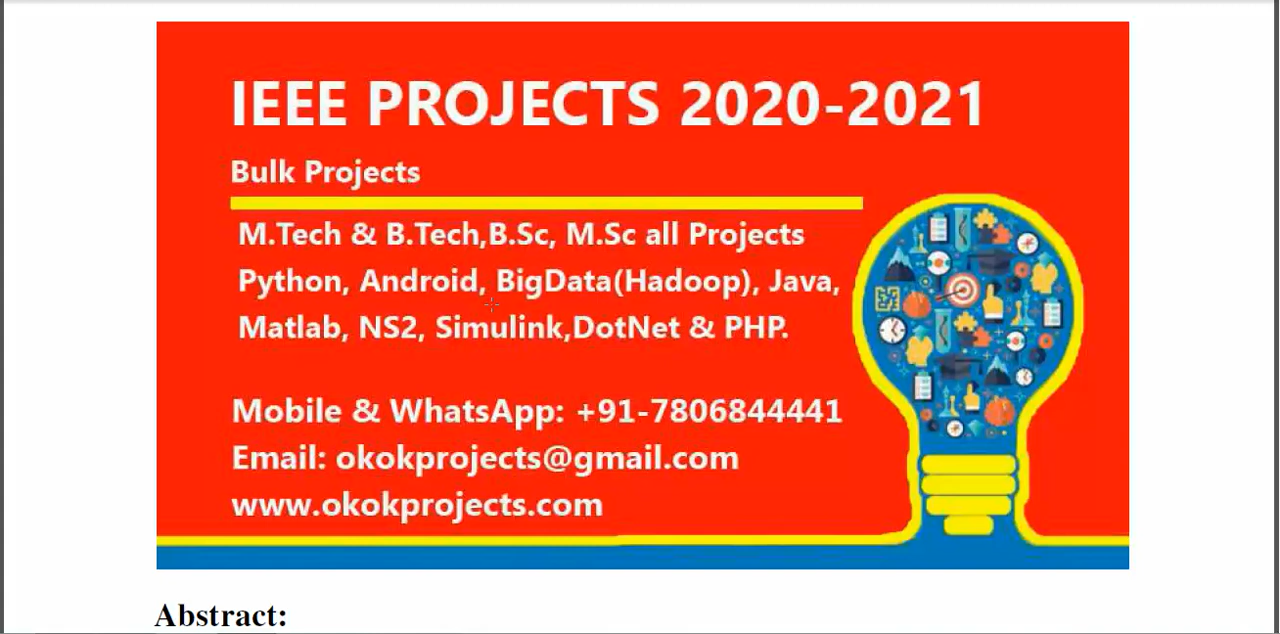 IEEE PROJECTS 2020-2021
Bulk Projects
M.Tech & B.Tech,B.Sc, M.Sc all Projects
Python, Android, BigData(Hadoop), Java,
Matlab, NS2, Simulink,DotNet & PHP.
Mobile & WhatsApp: +91-7806844441
Email: okokprojects@gmail.com
www.okokprojects.com
Abstract: